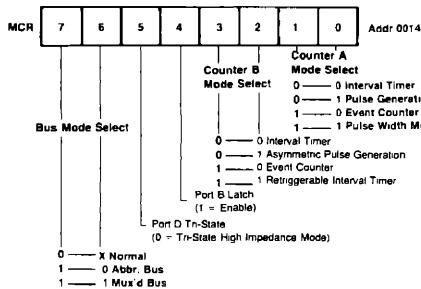 MCR 7 6 5 4 3 2 1 0 Addr 0014
Counter A
Mode Select
0 0 Interval Timer
0 1 Pulse Generati
1 0 Event Counter
1 1 Pulse Width M
Counter B
Mode Select
0 0 Interval Timer
0 1 Asymmetric Pulse Generation
1 0 Event Counter
1 1 Retriggerable Interval Timer
Port B Latch
(1 = Enable)
Port D Tri-State
(0 = Tri-State High Impedance Mode)
Bus Mode Select
0 X Normal
1 0 Abbr. Bus
1 1 Mux'd Bus